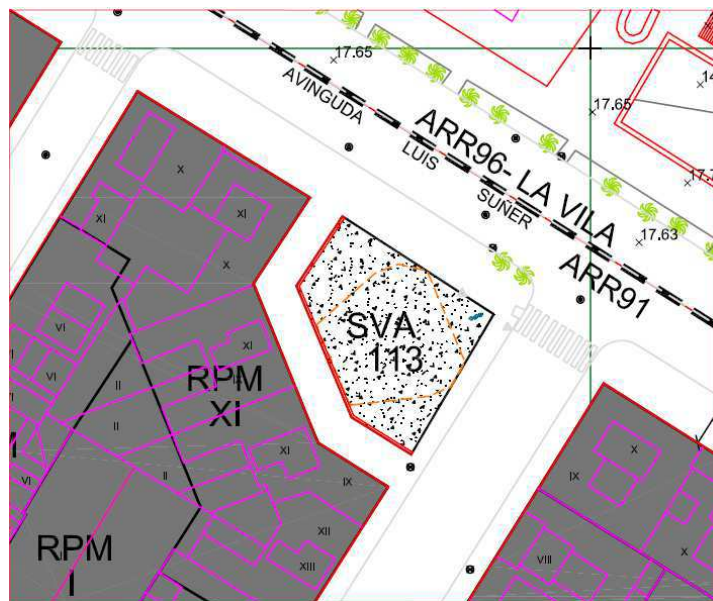 17.65
AVINGUDA
LUIS
SUÑER
ARR96- LA VILA
ARR91
17.65
17.63
X
XI
XI
X
VI
VI
VI
II
II
II
SVA
113
RPM
XI
XI
XI
IX
XII
XIII
RPM
I
IX
X
X
VIII